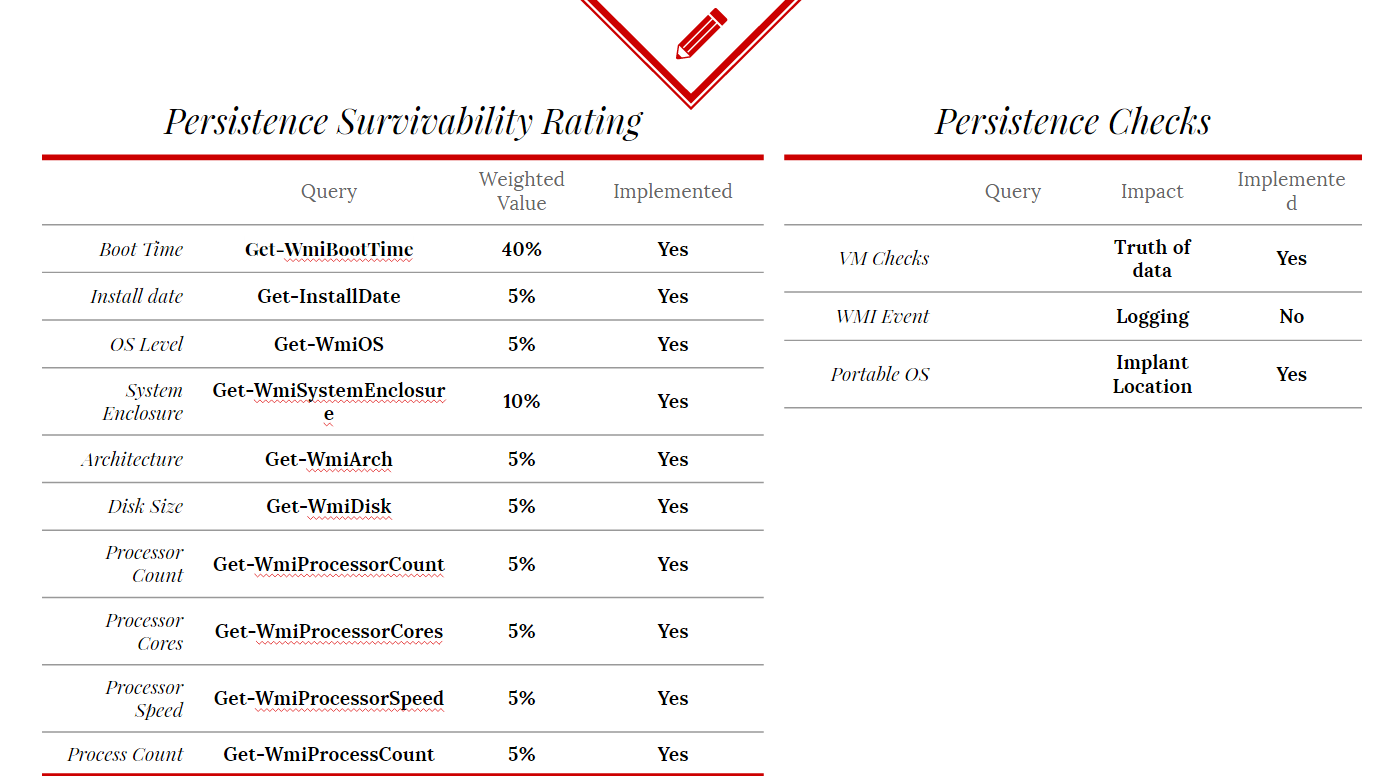 Persistence Survivability Rating
Query Weighted Value Implemented
Boot Time Get-WmiBootTime 40% Yes
Install date Get-InstallDate 5% Yes
OS Level Get-WmiOS 5% Yes
System Enclosure Get-WmiSystemEnclosure 10% Yes
Architecture Get-WmiArch 5% Yes
Disk Size Get-WmiDisk 5% Yes
Processor Count Get-WmiProcessorCount 5% Yes
Processor Cores Get-WmiProcessorCores 5% Yes
Processor Speed Get-WmiProcessorSpeed 5% Yes
Process Count Get-WmiProcessCount 5% Yes
Persistence Checks
Query Impact Implemented
VM Checks Truth of data Yes
WMI Event Logging No
Portable OS Implant Location Yes